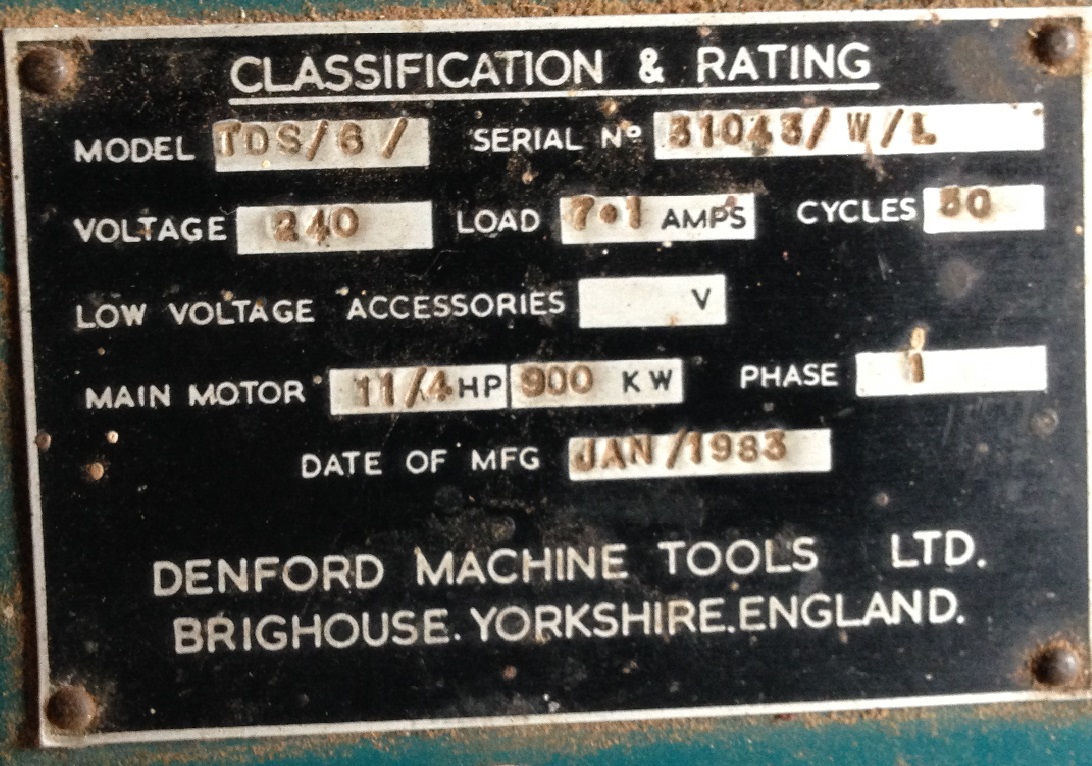 CLASSIFICATION & RATING
MODEL TDS/6/ SERIAL Nº 31043/W/L
VOLTAGE 240 LOAD 7•1 AMPS CYCLES 50
LOW VOLTAGE ACCESSORIES V
MAIN MOTOR 11/4 HP 900 KW PHASE 1
DATE OF MFG JAN/1983
DENFORD MACHINE TOOLS LTD.
BRIGHOUSE. YORKSHIRE. ENGLAND.